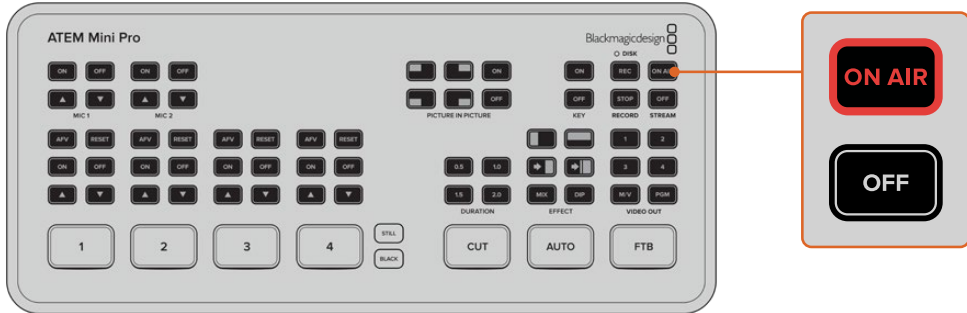 ATEM Mini Pro
Blackmagicdesign
DISK
ON OFF ON OFF ON ON REC ON AIR
OFF OFF STOP OFF
MIC 1 MIC 2 PICTURE IN PICTURE KEY RECORD STREAM
AFV RESET AFV RESET AFV RESET AFV RESET 1 2
ON OFF ON OFF ON OFF ON OFF 0.5 1.0 3 4
1.5 2.0 MIX DIP M/V PGM
DURATION EFFECT VIDEO OUT
1 2 3 4 STILL BLACK CUT AUTO FTB
ON AIR
OFF